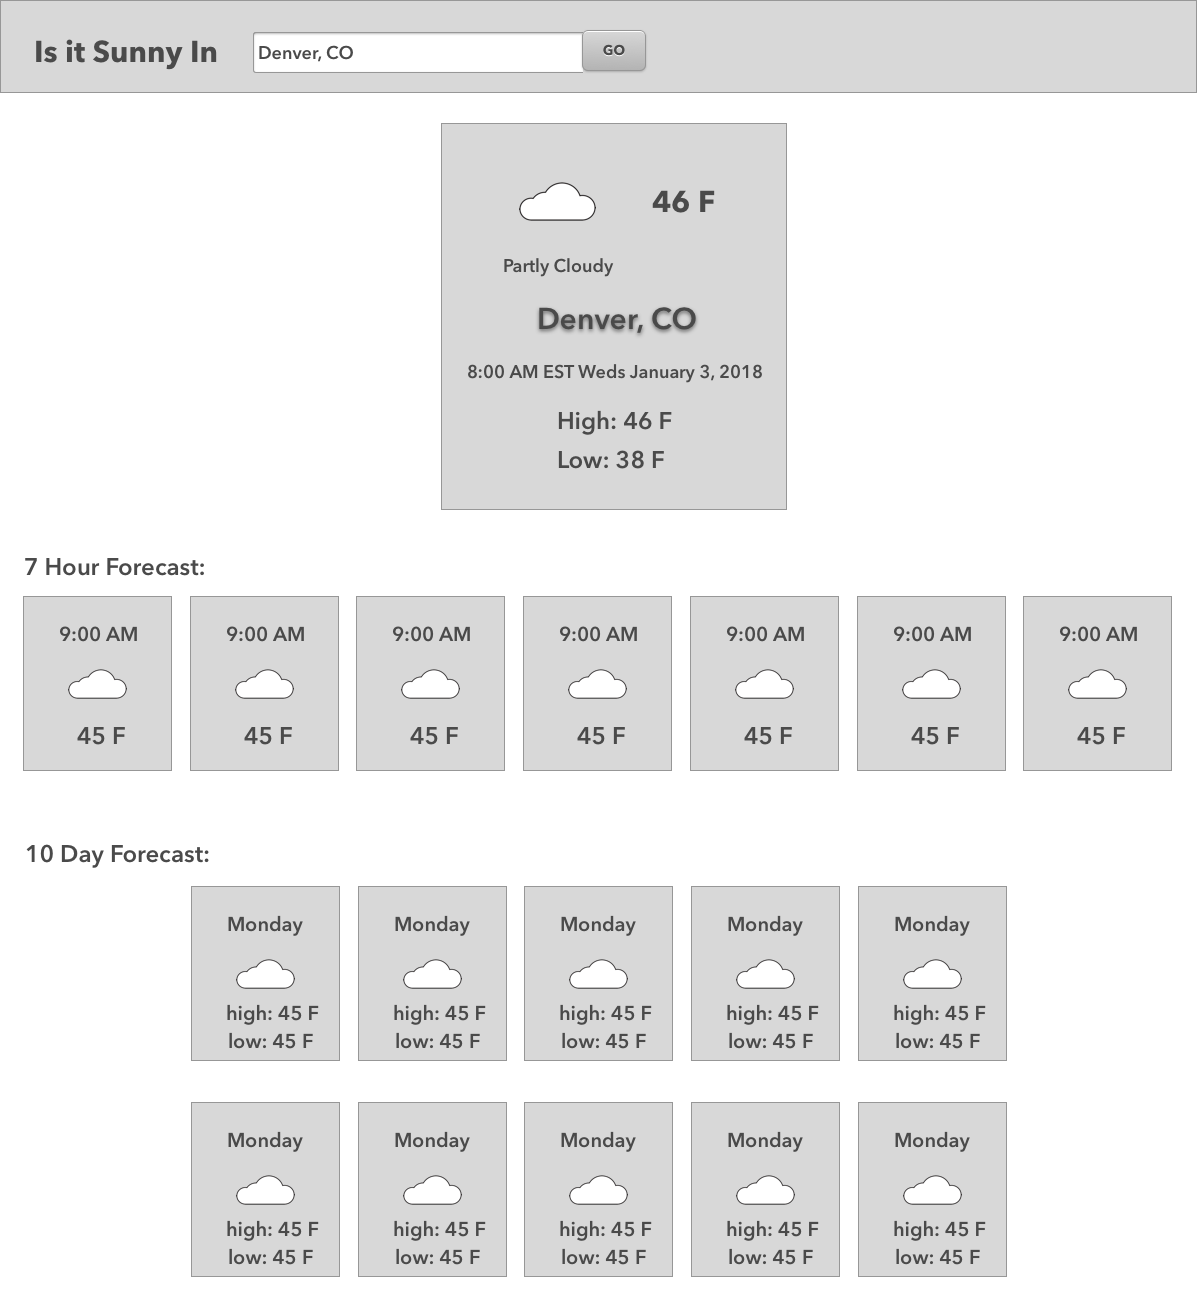 Is it Sunny In Denver, CO GO
46 F
Partly Cloudy
Denver, CO
8:00 AM EST Weds January 3, 2018
High: 46 F
Low: 38 F
7 Hour Forecast:
9:00 AM 9:00 AM 9:00 AM 9:00 AM 9:00 AM 9:00 AM 9:00 AM
45 F 45 F 45 F 45 F 45 F 45 F 45 F
10 Day Forecast:
Monday Monday Monday Monday Monday
high: 45 F high: 45 F high: 45 F high: 45 F high: 45 F
low: 45 F low: 45 F low: 45 F low: 45 F low: 45 F
Monday Monday Monday Monday Monday
high: 45 F high: 45 F high: 45 F high: 45 F high: 45 F
low: 45 F low: 45 F low: 45 F low: 45 F low: 45 F